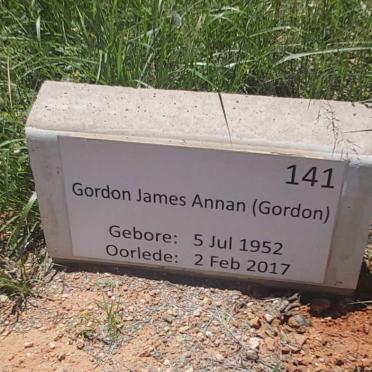 141
Gordon James Annan (Gordon)
Gebore: 5 Jul 1952
Oorlede: 2 Feb 2017